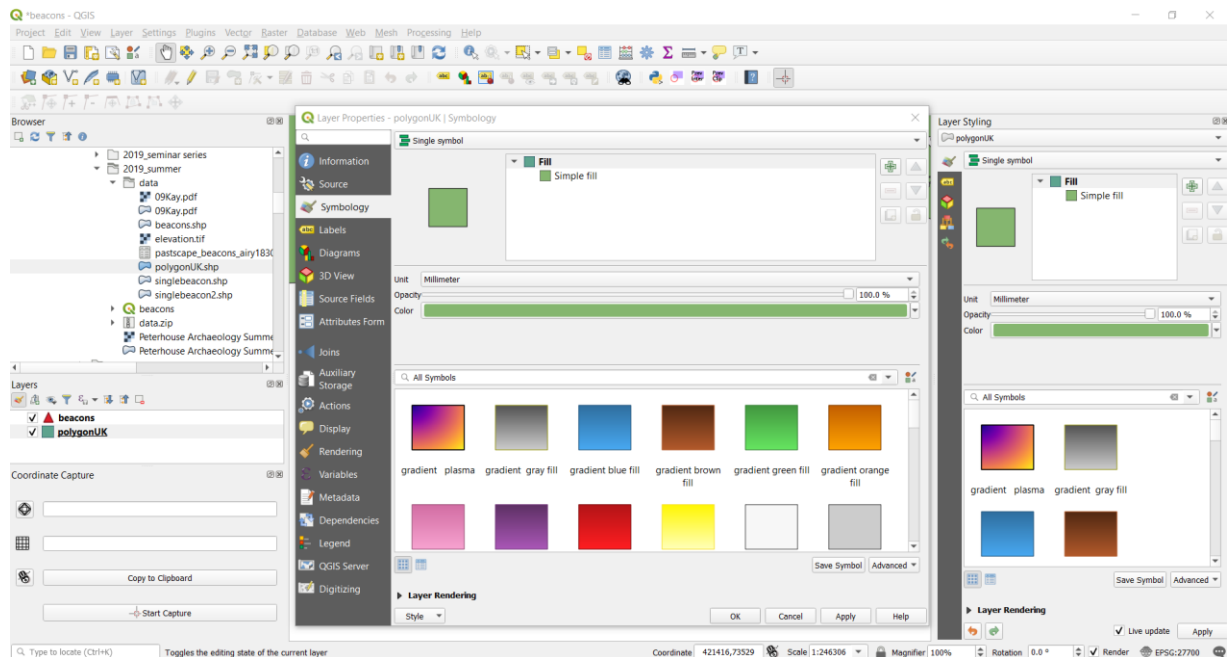 *beacons - QGIS
Project Edit View Layer Settings Plugins Vector Raster Database Web Mesh Processing Help
Browser
2019_seminar series
2019_summer
data
09Kay.pdf
09Kay.pdf
beacons.shp
elevation.tif
pastscape_beacons_airy1830
polygonUK.shp
singlebeacon.shp
singlebeacon2.shp
beacons
data.zip
Peterhouse Archaeology Summe
Peterhouse Archaeology Summe
Layers
beacons
polygonUK
Coordinate Capture
Copy to Clipboard
Start Capture
Layer Properties - polygonUK | Symbology
Information
Source
Symbology
Labels
Diagrams
3D View
Source Fields
Attributes Form
Joins
Auxiliary
Storage
Actions
Display
Rendering
Variables
Metadata
Dependencies
Legend
QGIS Server
Digitizing
Single symbol
Fill
Simple fill
Unit Millimeter
Opacity 100.0 %
Color
All Symbols
gradient plasma gradient gray fill gradient blue fill gradient brown fill gradient green fill gradient orange fill
Save Symbol Advanced
Layer Rendering
Style OK Cancel Apply Help
Layer Styling
polygonUK
Single symbol
Fill
Simple fill
Unit Millimeter
Opacity 100.0 %
Color
All Symbols
gradient plasma gradient gray fill
Save Symbol Advanced
Layer Rendering
Live update Apply
Type to locate (Ctrl+K) Toggles the editing state of the current layer Coordinate 421416,73529 Scale 1:246306 Magnifier 100% Rotation 0.0 ° Render EPSG:27700